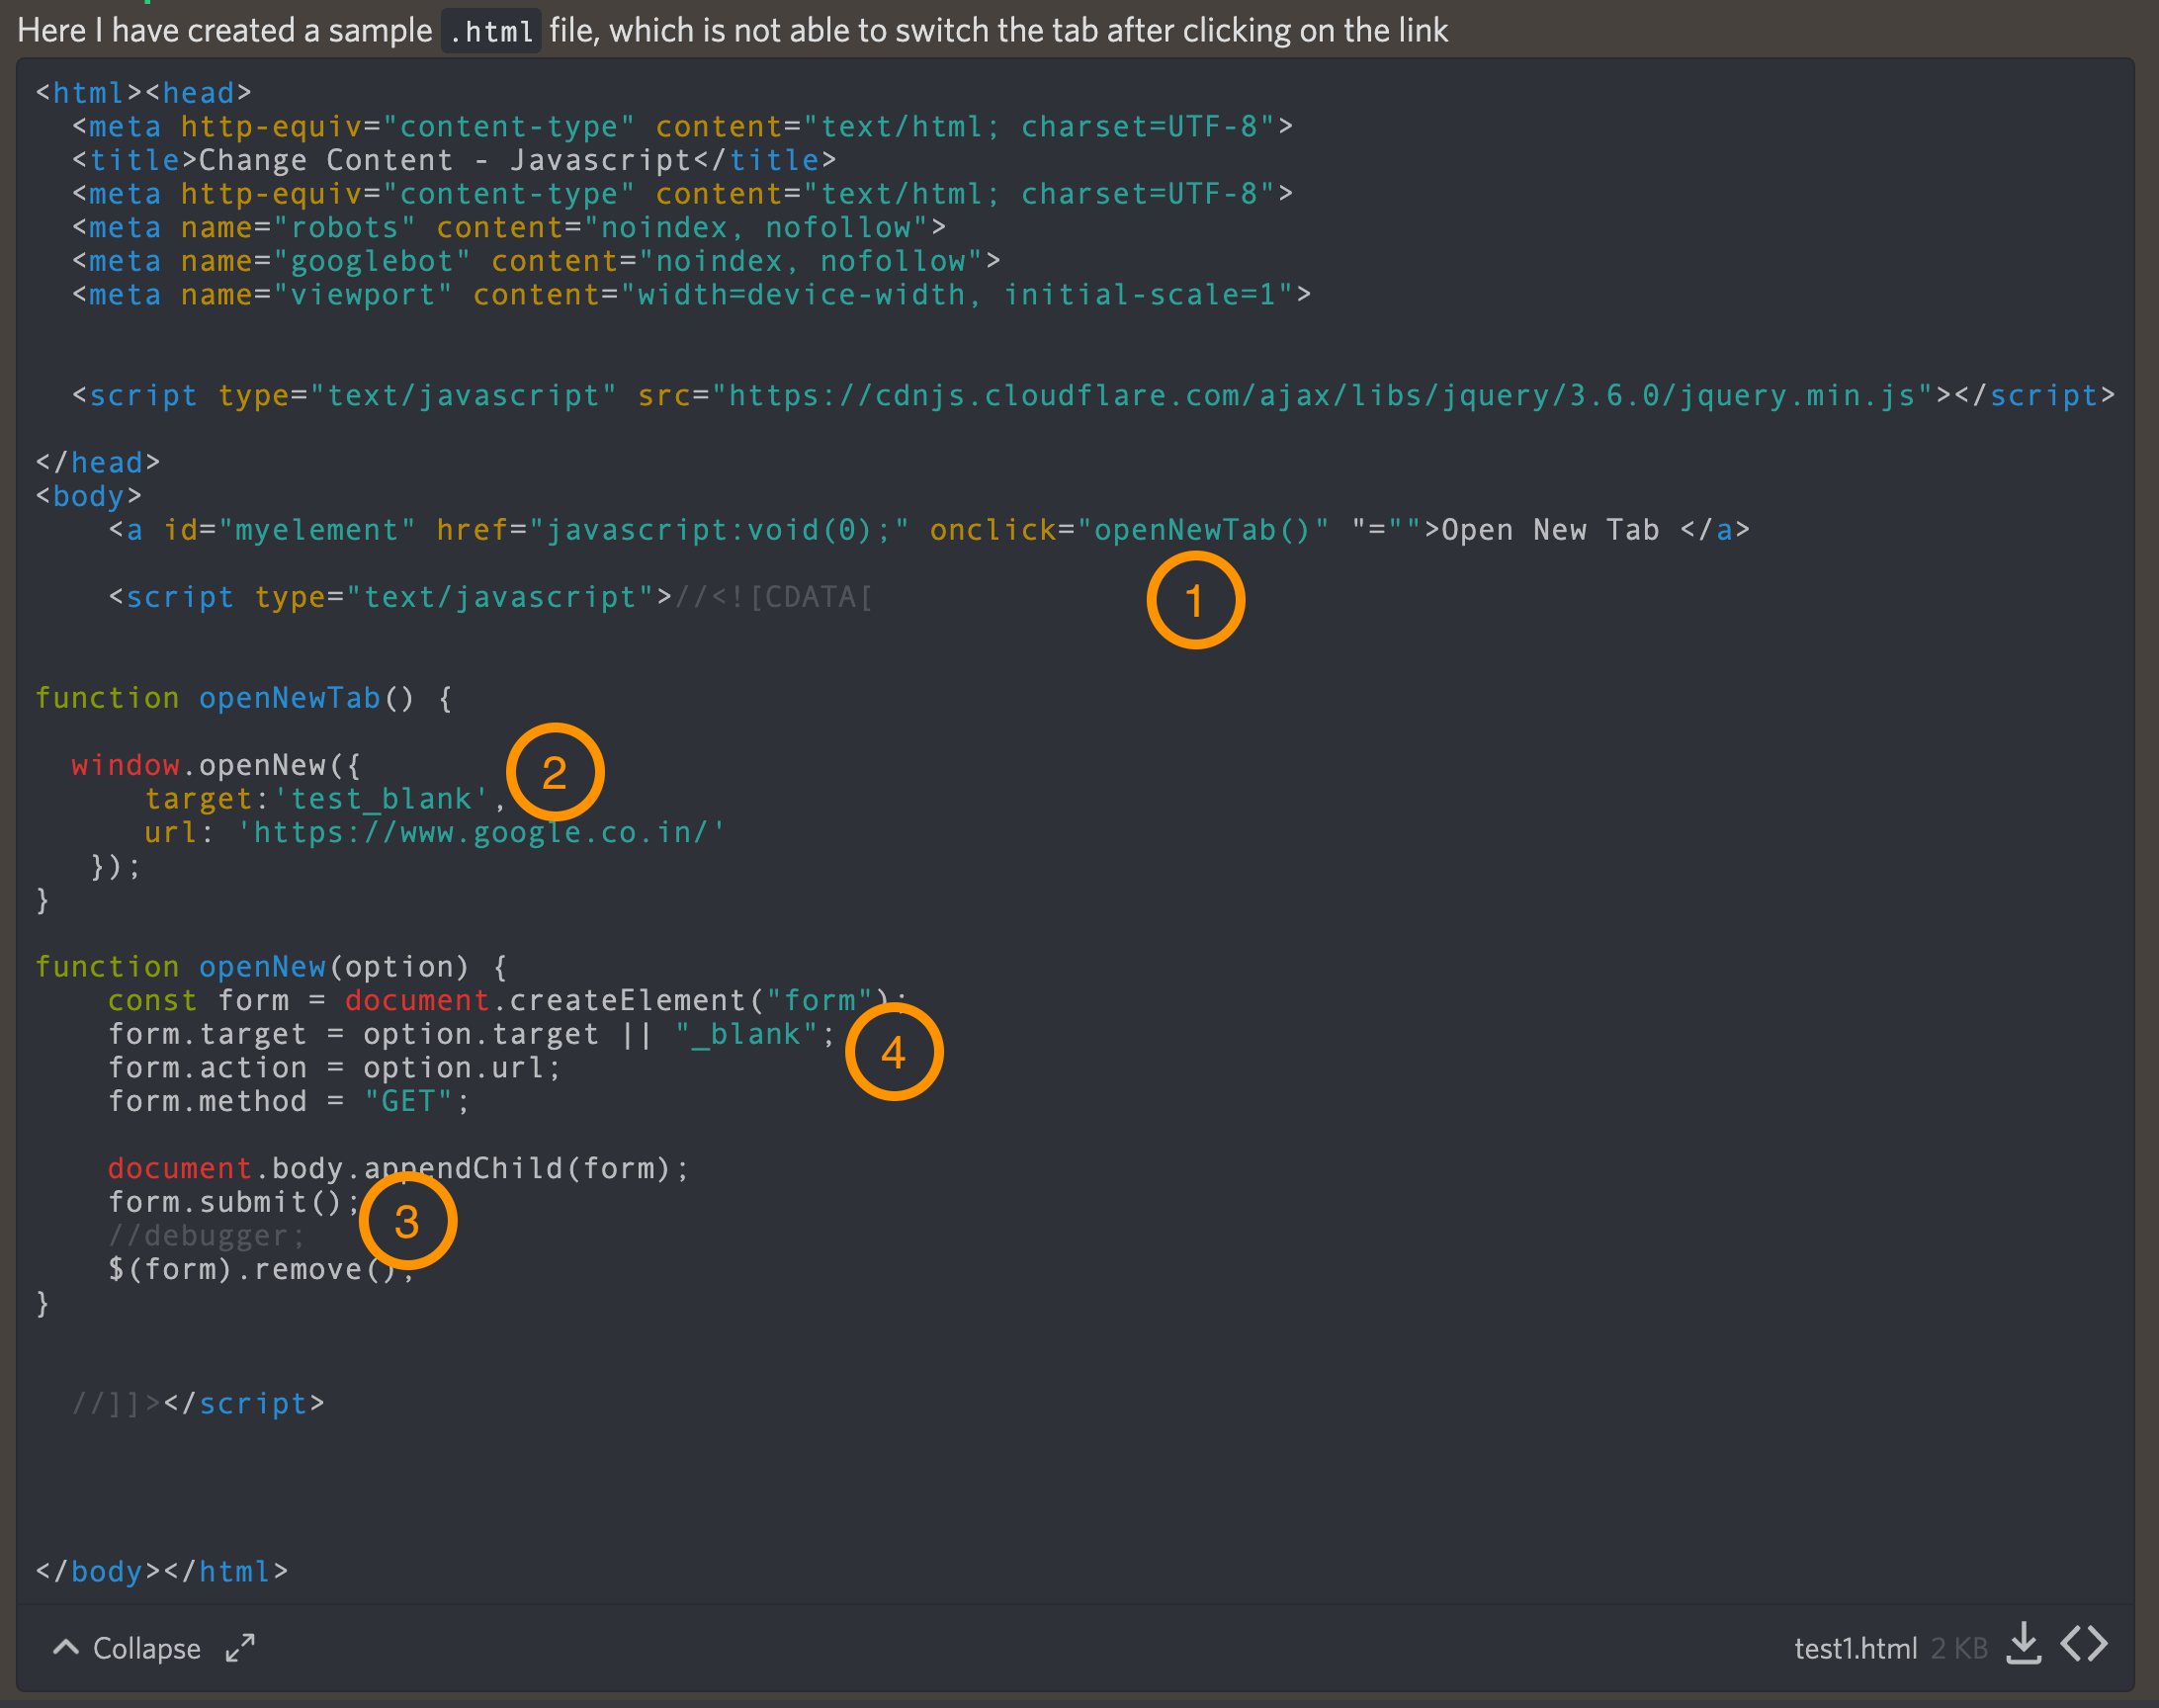 Here I have created a sample .html file, which is not able to switch the tab after clicking on the link
<html><head>
<meta http-equiv="content-type" content="text/html; charset=UTF-8">
<title>Change Content - Javascript</title>
<meta http-equiv="content-type" content="text/html; charset=UTF-8">
<meta name="robots" content="noindex, nofollow">
<meta name="googlebot" content="noindex, nofollow">
<meta name="viewport" content="width=device-width, initial-scale=1">
<script type="text/javascript" src="https://cdnjs.cloudflare.com/ajax/libs/jquery/3.6.0/jquery.min.js"></script>
</head>
<body>
<a id="myelement" href="javascript:void(0);" onclick="openNewTab()" "="">Open New Tab </a>
1
<script type="text/javascript">//<![CDATA[
function openNewTab() {
2
window.openNew({
target:'test_blank',
url: 'https://www.google.co.in/'
});
}
function openNew(option) {
const form = document.createElement("form");
form.target = option.target || "_blank";
4
form.action = option.url;
form.method = "GET";
document.body.appendChild(form);
form.submit();
3
//debugger;
$(form).remove();
}
//]]></script>
</body></html>
Collapse
test1.html 2 KB